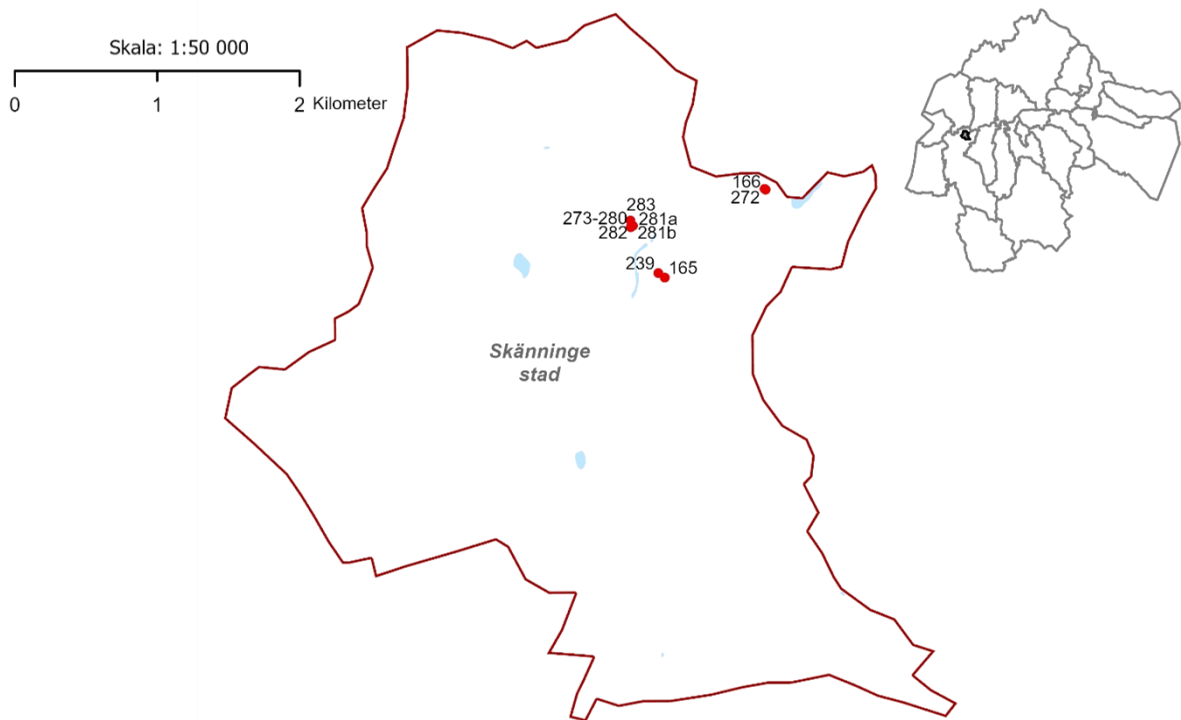 Skala: 1:50 000
0 1 2 Kilometer
166
272
283
273-280 281a
282 281b
239 165
Skänninge
stad